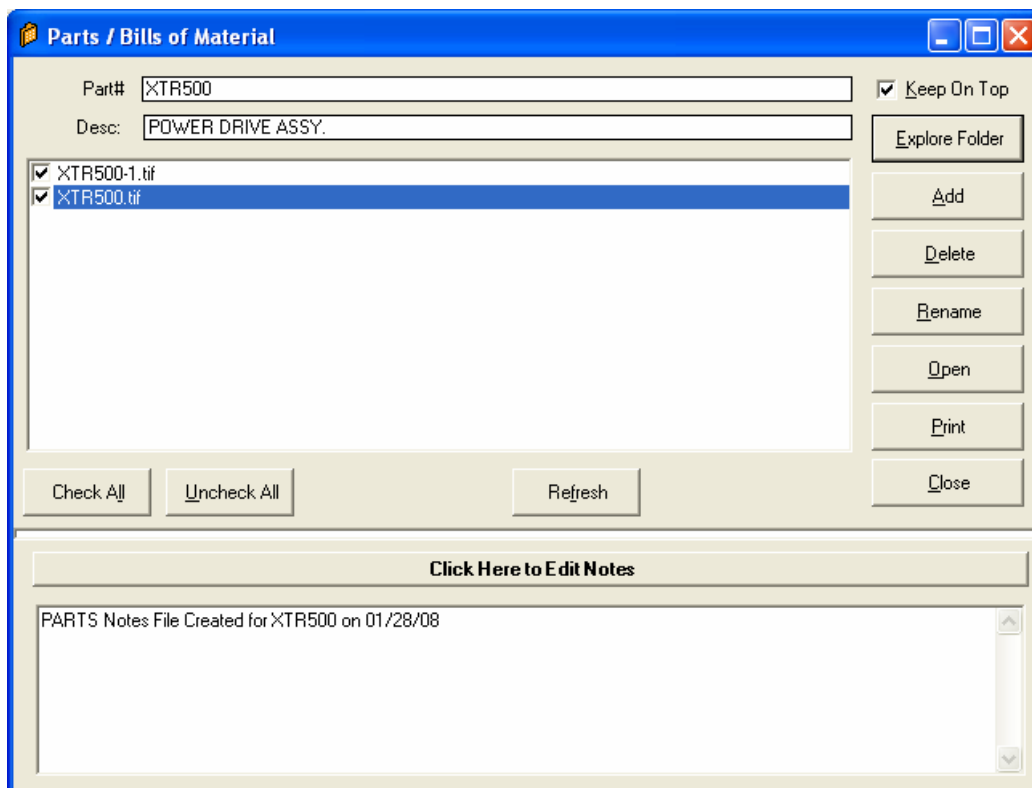 Parts / Bills of Material
Part# XTR500
Keep On Top
Desc: POWER DRIVE ASSY.
Explore Folder
XTR500-1.tif
XTR500.tif
Add
Delete
Rename
Open
Print
Close
Check All Uncheck All Refresh
Click Here to Edit Notes
PARTS Notes File Created for XTR500 on 01/28/08